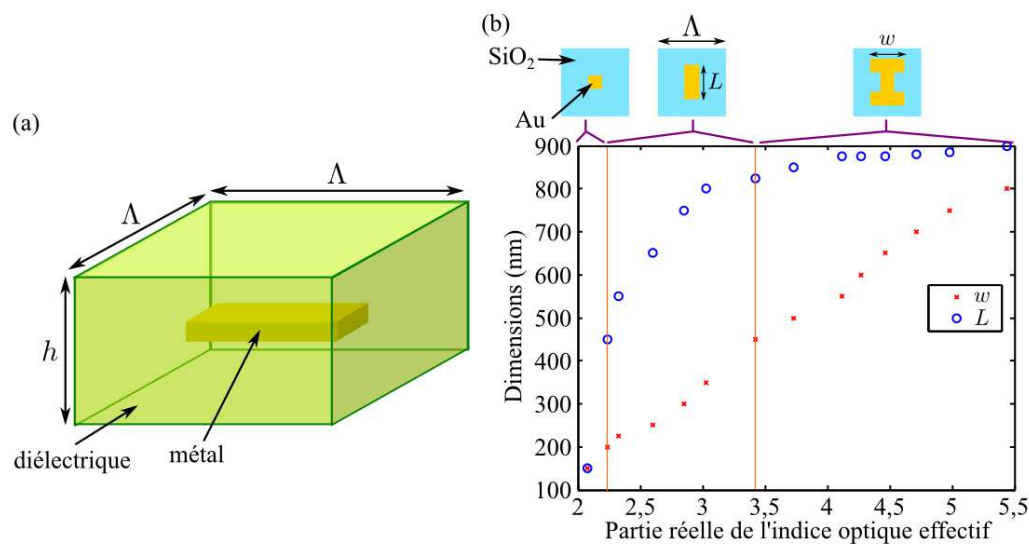 (a)
Λ
Λ
h
diélectrique
métal
(b)
SiO₂
Au
Λ
L
w
Dimensions (nm)
900
800
700
600
500
400
300
200
100
w
L
2 2,5 3 3,5 4 4,5 5 5,5
Partie réelle de l'indice optique effectif